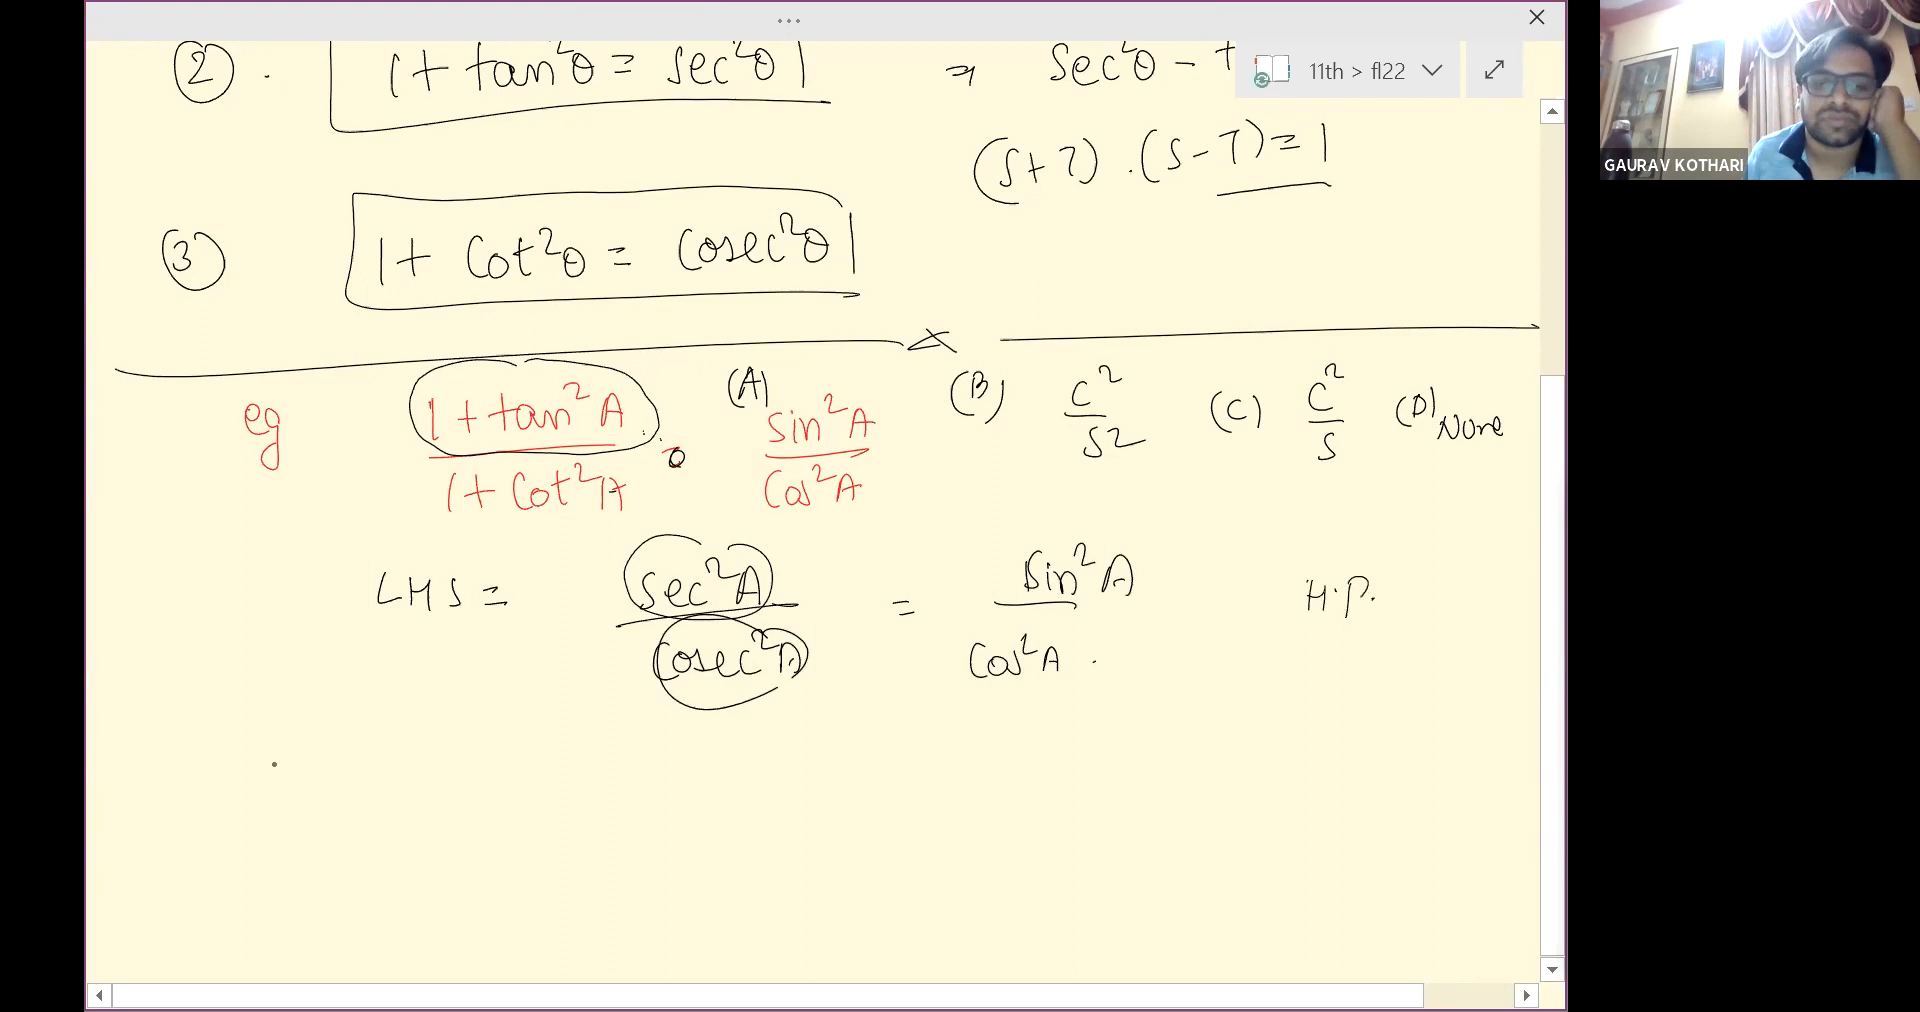 ② . 1 + tan²θ = sec²θ ⇒ Sec²θ - T
11th > fl22
(S+T) . (S-T) = 1
GAURAV KOTHARI
③ 1 + Cot²θ = Cosec²θ
eg (1 + tan²A) / (1 + Cot²A) (A) Sin²A / Cos²A (B) C² / S² (C) C² / S (D) None
LHS = Sec²A / Cosec²A = Sin²A / Cos²A . H.P.